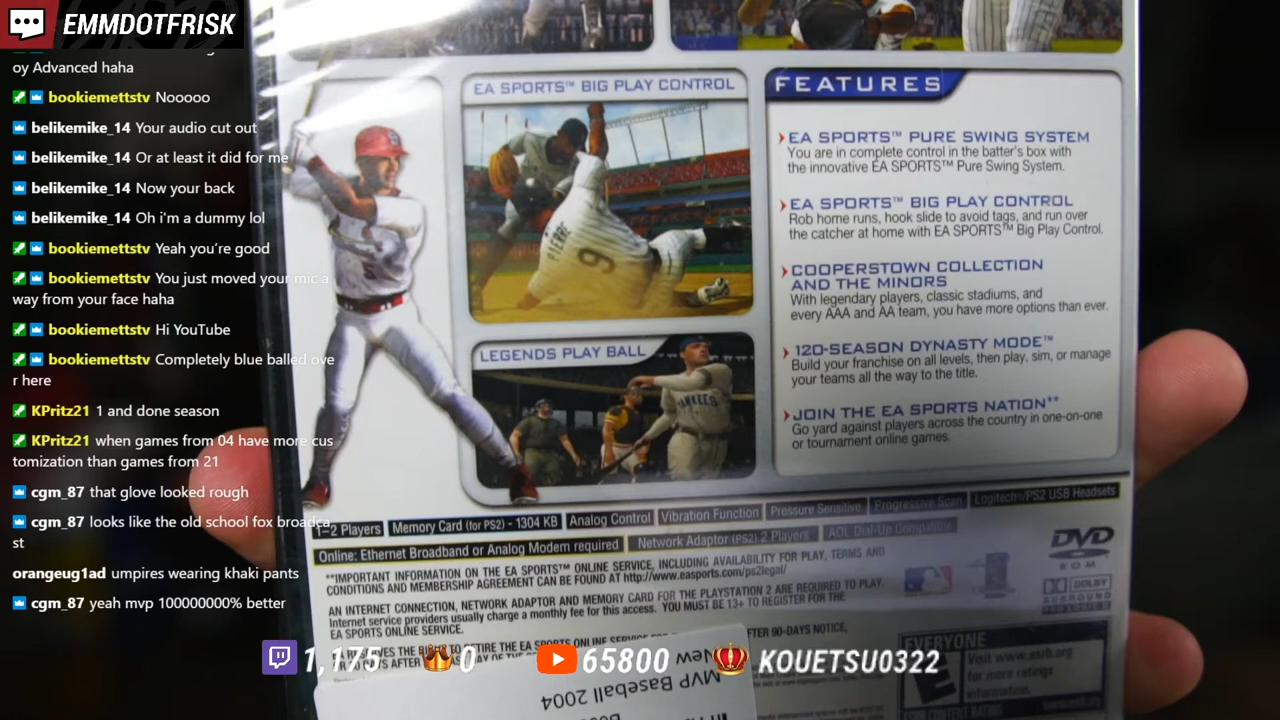 EMMDOTFRISK
oy Advanced haha
bookiemettstv Nooooo
belikemike_14 Your audio cut out
belikemike_14 Or at least it did for me
belikemike_14 Now your back
belikemike_14 Oh i'm a dummy lol
bookiemettstv Yeah you're good
bookiemettstv You just moved your mic a
way from your face haha
bookiemettstv Hi YouTube
bookiemettstv Completely blue balled ove
r here
KPritz21 1 and done season
KPritz21 when games from 04 have more cus
tomization than games from 21
cgm_87 that glove looked rough
cgm_87 looks like the old school fox broadca
st
orangeug1ad umpires wearing khaki pants
cgm_87 yeah mvp 100000000% better
EA SPORTS™ BIG PLAY CONTROL
PIERRE
9
LEGENDS PLAY BALL
YANKEES
FEATURES
EA SPORTS™ PURE SWING SYSTEM
You are in complete control in the batter's box with
the innovative EA SPORTS™ Pure Swing System.
EA SPORTS™ BIG PLAY CONTROL
Rob home runs, hook slide to avoid tags, and run over
the catcher at home with EA SPORTS™ Big Play Control.
COOPERSTOWN COLLECTION
AND THE MINORS
With legendary players, classic stadiums, and
every AAA and AA team, you have more options than ever.
120-SEASON DYNASTY MODE™
Build your franchise on all levels, then play, sim, or manage
your teams all the way to the title.
JOIN THE EA SPORTS NATION**
Go yard against players across the country in one-on-one
or tournament online games.
1-2 Players Memory Card (for PS2) - 1304 KB Analog Control Vibration Function Pressure Sensitive Progressive Scan Logitech®/PS2 USB Headsets
Online: Ethernet Broadband or Analog Modem required Network Adaptor (PS2) 2 Players AOL Dial-Up Compatible
**IMPORTANT INFORMATION ON THE EA SPORTS™ ONLINE SERVICE, INCLUDING AVAILABILITY FOR PLAY, TERMS AND
CONDITIONS AND MEMBERSHIP AGREEMENT CAN BE FOUND AT http://www.easports.com/ps2legal/
AN INTERNET CONNECTION, NETWORK ADAPTOR AND MEMORY CARD FOR THE PLAYSTATION 2 ARE REQUIRED TO PLAY.
Internet service providers usually charge a monthly fee for this access. YOU MUST BE 13+ TO REGISTER FOR THE
EA SPORTS ONLINE SERVICE.
TO RETIRE THE EA SPORTS ONLINE SERVICE
AFTER 90-DAYS NOTICE,
DVD
ROM
DOLBY
SURROUND
EVERYONE
E
Visit www.esrb.org
for more ratings
information.
New
MVP Baseball 2004
1,175 0 65800 KOUETSU0322